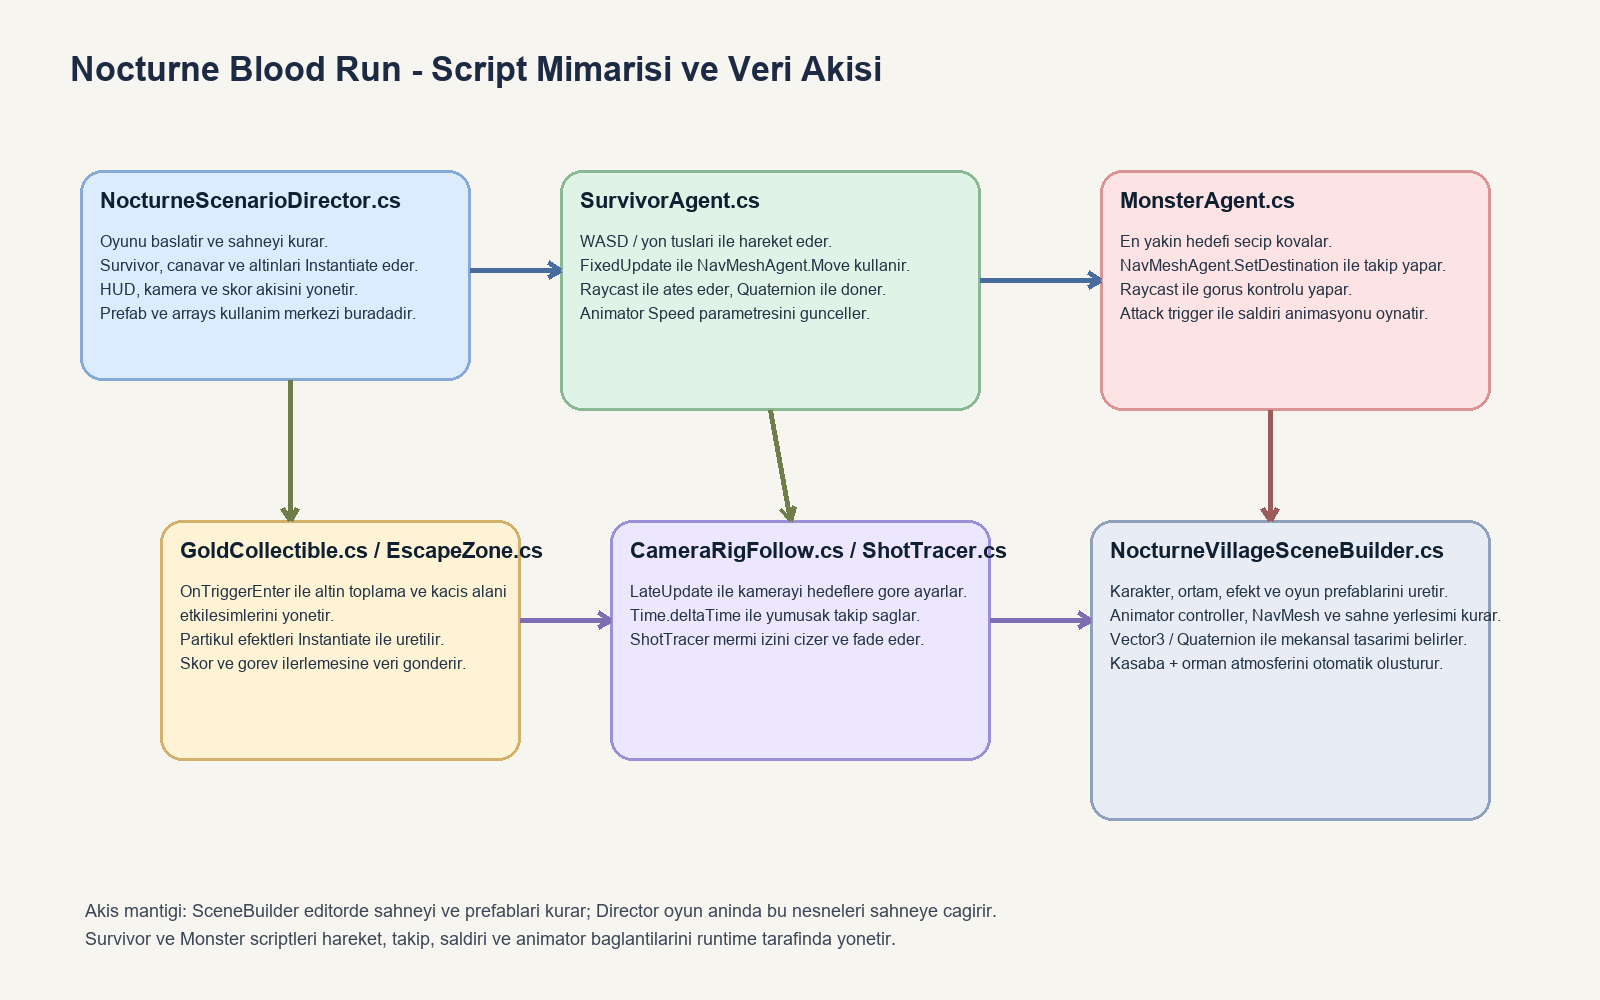 Nocturne Blood Run - Script Mimarisi ve Veri Akisi
NocturneScenarioDirector.cs
Oyunu baslatir ve sahneyi kurar.
Survivor, canavar ve altinlari Instantiate eder.
HUD, kamera ve skor akisini yonetir.
Prefab ve arrays kullanim merkezi buradadir.
SurvivorAgent.cs
WASD / yon tuslari ile hareket eder.
FixedUpdate ile NavMeshAgent.Move kullanir.
Raycast ile ates eder, Quaternion ile doner.
Animator Speed parametresini gunceller.
MonsterAgent.cs
En yakin hedefi secip kovalar.
NavMeshAgent.SetDestination ile takip yapar.
Raycast ile gorus kontrolu yapar.
Attack trigger ile saldiri animasyonu oynatir.
GoldCollectible.cs / EscapeZone.cs
OnTriggerEnter ile altin toplama ve kacis alani
etkilesimlerini yonetir.
Partikul efektleri Instantiate ile uretilir.
Skor ve gorev ilerlemesine veri gonderir.
CameraRigFollow.cs / ShotTracer.cs
LateUpdate ile kamerayi hedeflere gore ayarlar.
Time.deltaTime ile yumusak takip saglar.
ShotTracer mermi izini cizer ve fade eder.
NocturneVillageSceneBuilder.cs
Karakter, ortam, efekt ve oyun prefablarini uretir.
Animator controller, NavMesh ve sahne yerlesimi kurar.
Vector3 / Quaternion ile mekansal tasarimi belirler.
Kasaba + orman atmosferini otomatik olusturur.
Akis mantigi: SceneBuilder editorde sahneyi ve prefablari kurar; Director oyun aninda bu nesneleri sahneye cagirir.
Survivor ve Monster scriptleri hareket, takip, saldiri ve animator baglantilarini runtime tarafinda yonetir.